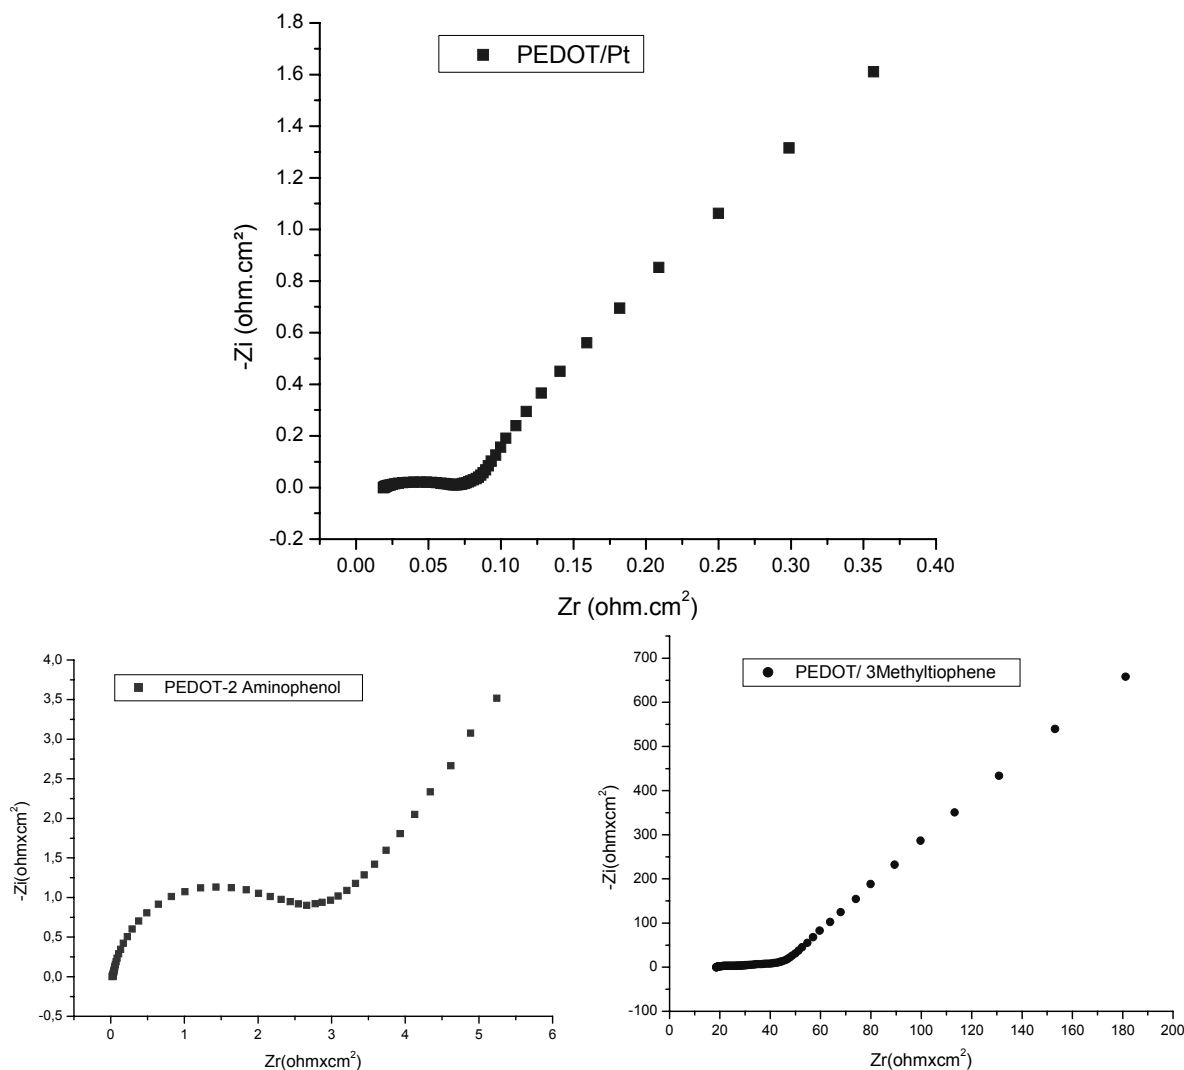 PEDOT/Pt
1.8
1.6
1.4
1.2
1.0
0.8
0.6
0.4
0.2
0.0
-0.2
-Zi (ohm.cm²)
0.00 0.05 0.10 0.15 0.20 0.25 0.30 0.35 0.40
Zr (ohm.cm²)
PEDOT-2 Aminophenol
4,0
3,5
3,0
2,5
2,0
1,5
1,0
0,5
0,0
-0,5
-Zi(ohmxcm²)
0 1 2 3 4 5 6
Zr(ohmxcm²)
PEDOT/ 3Methyltiophene
700
600
500
400
300
200
100
0
-100
-Zi(ohmxcm²)
0 20 40 60 80 100 120 140 160 180 200
Zr(ohmxcm²)